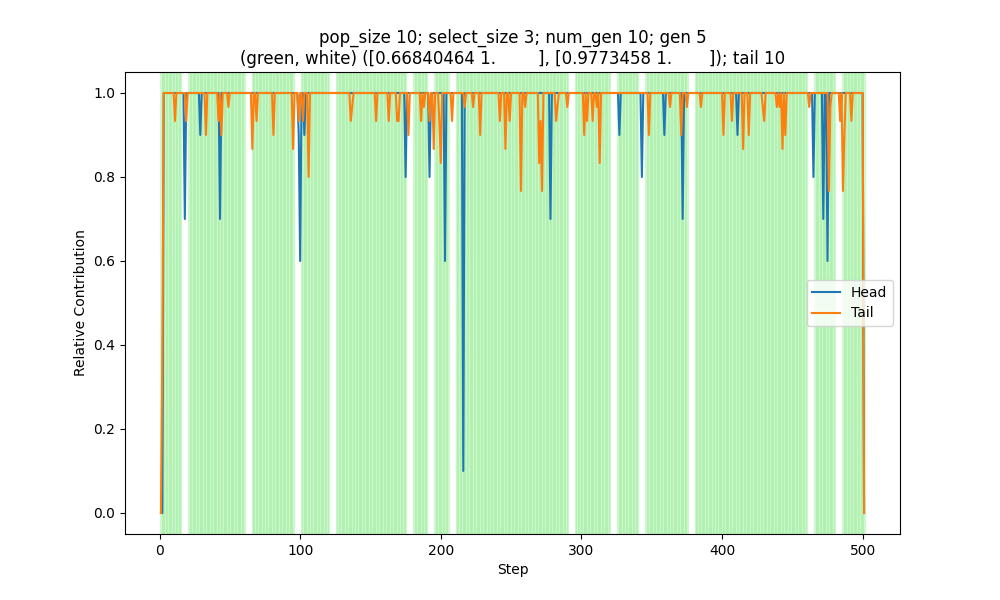 pop_size 10; select_size 3; num_gen 10; gen 5
(green, white) ([0.66840464 1.        ], [0.9773458 1.       ]); tail 10
1.0
0.8
0.6
0.4
0.2
0.0
Relative Contribution
Head
Tail
0
100
200
300
400
500
Step